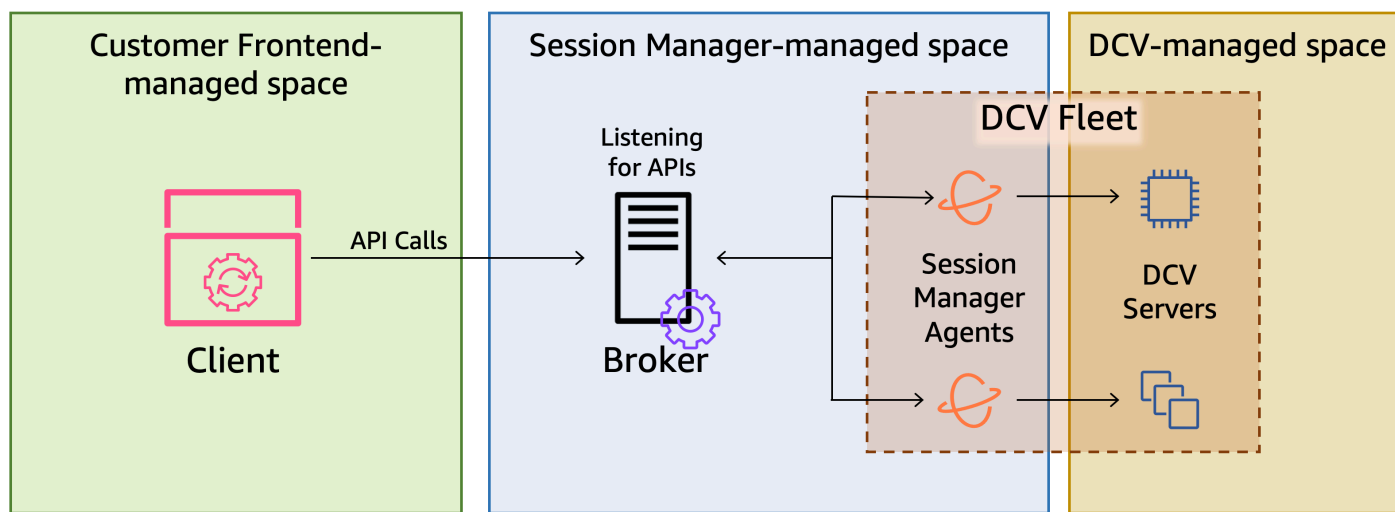 Customer Frontend-
managed space
Session Manager-managed space
DCV-managed space
DCV Fleet
Listening
for APIs
API Calls
Session
Manager
Agents
DCV
Servers
Client
Broker